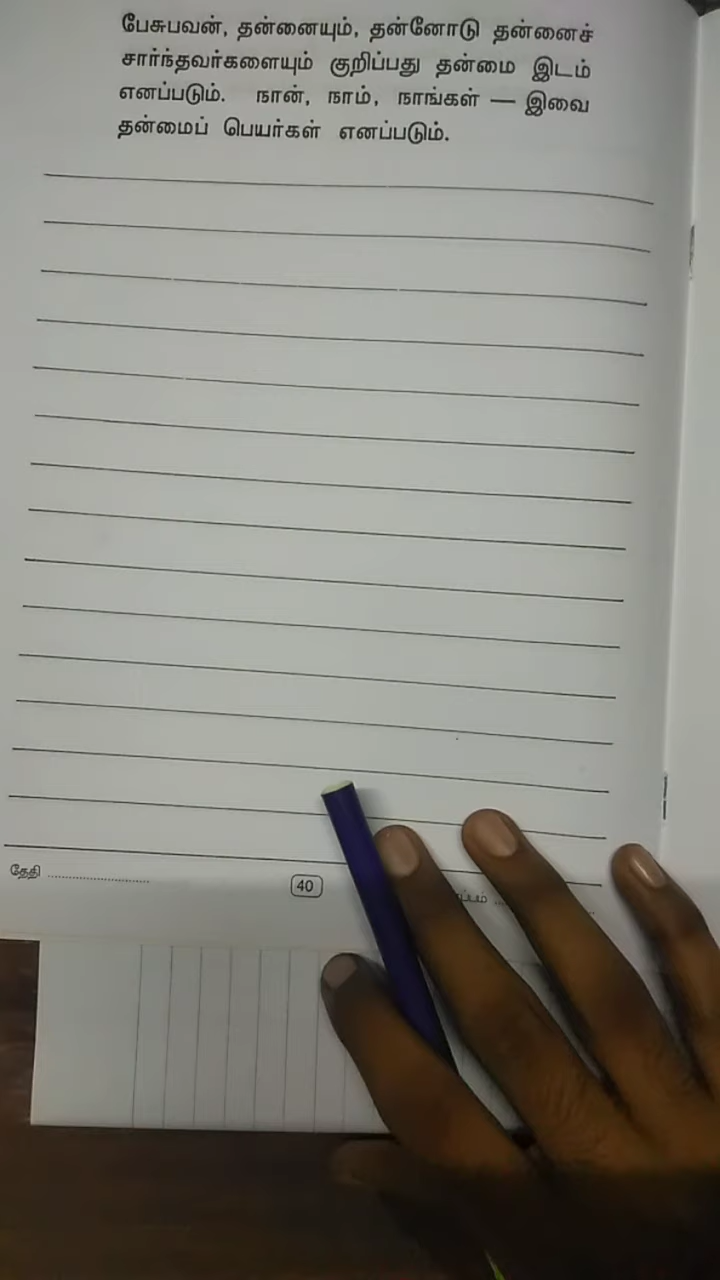 பேசுபவன், தன்னையும், தன்னோடு தன்னைச்
சார்ந்தவர்களையும் குறிப்பது தன்மை இடம்
எனப்படும். நான், நாம், நாங்கள் — இவை
தன்மைப் பெயர்கள் எனப்படும்.
தேதி ........................ 40